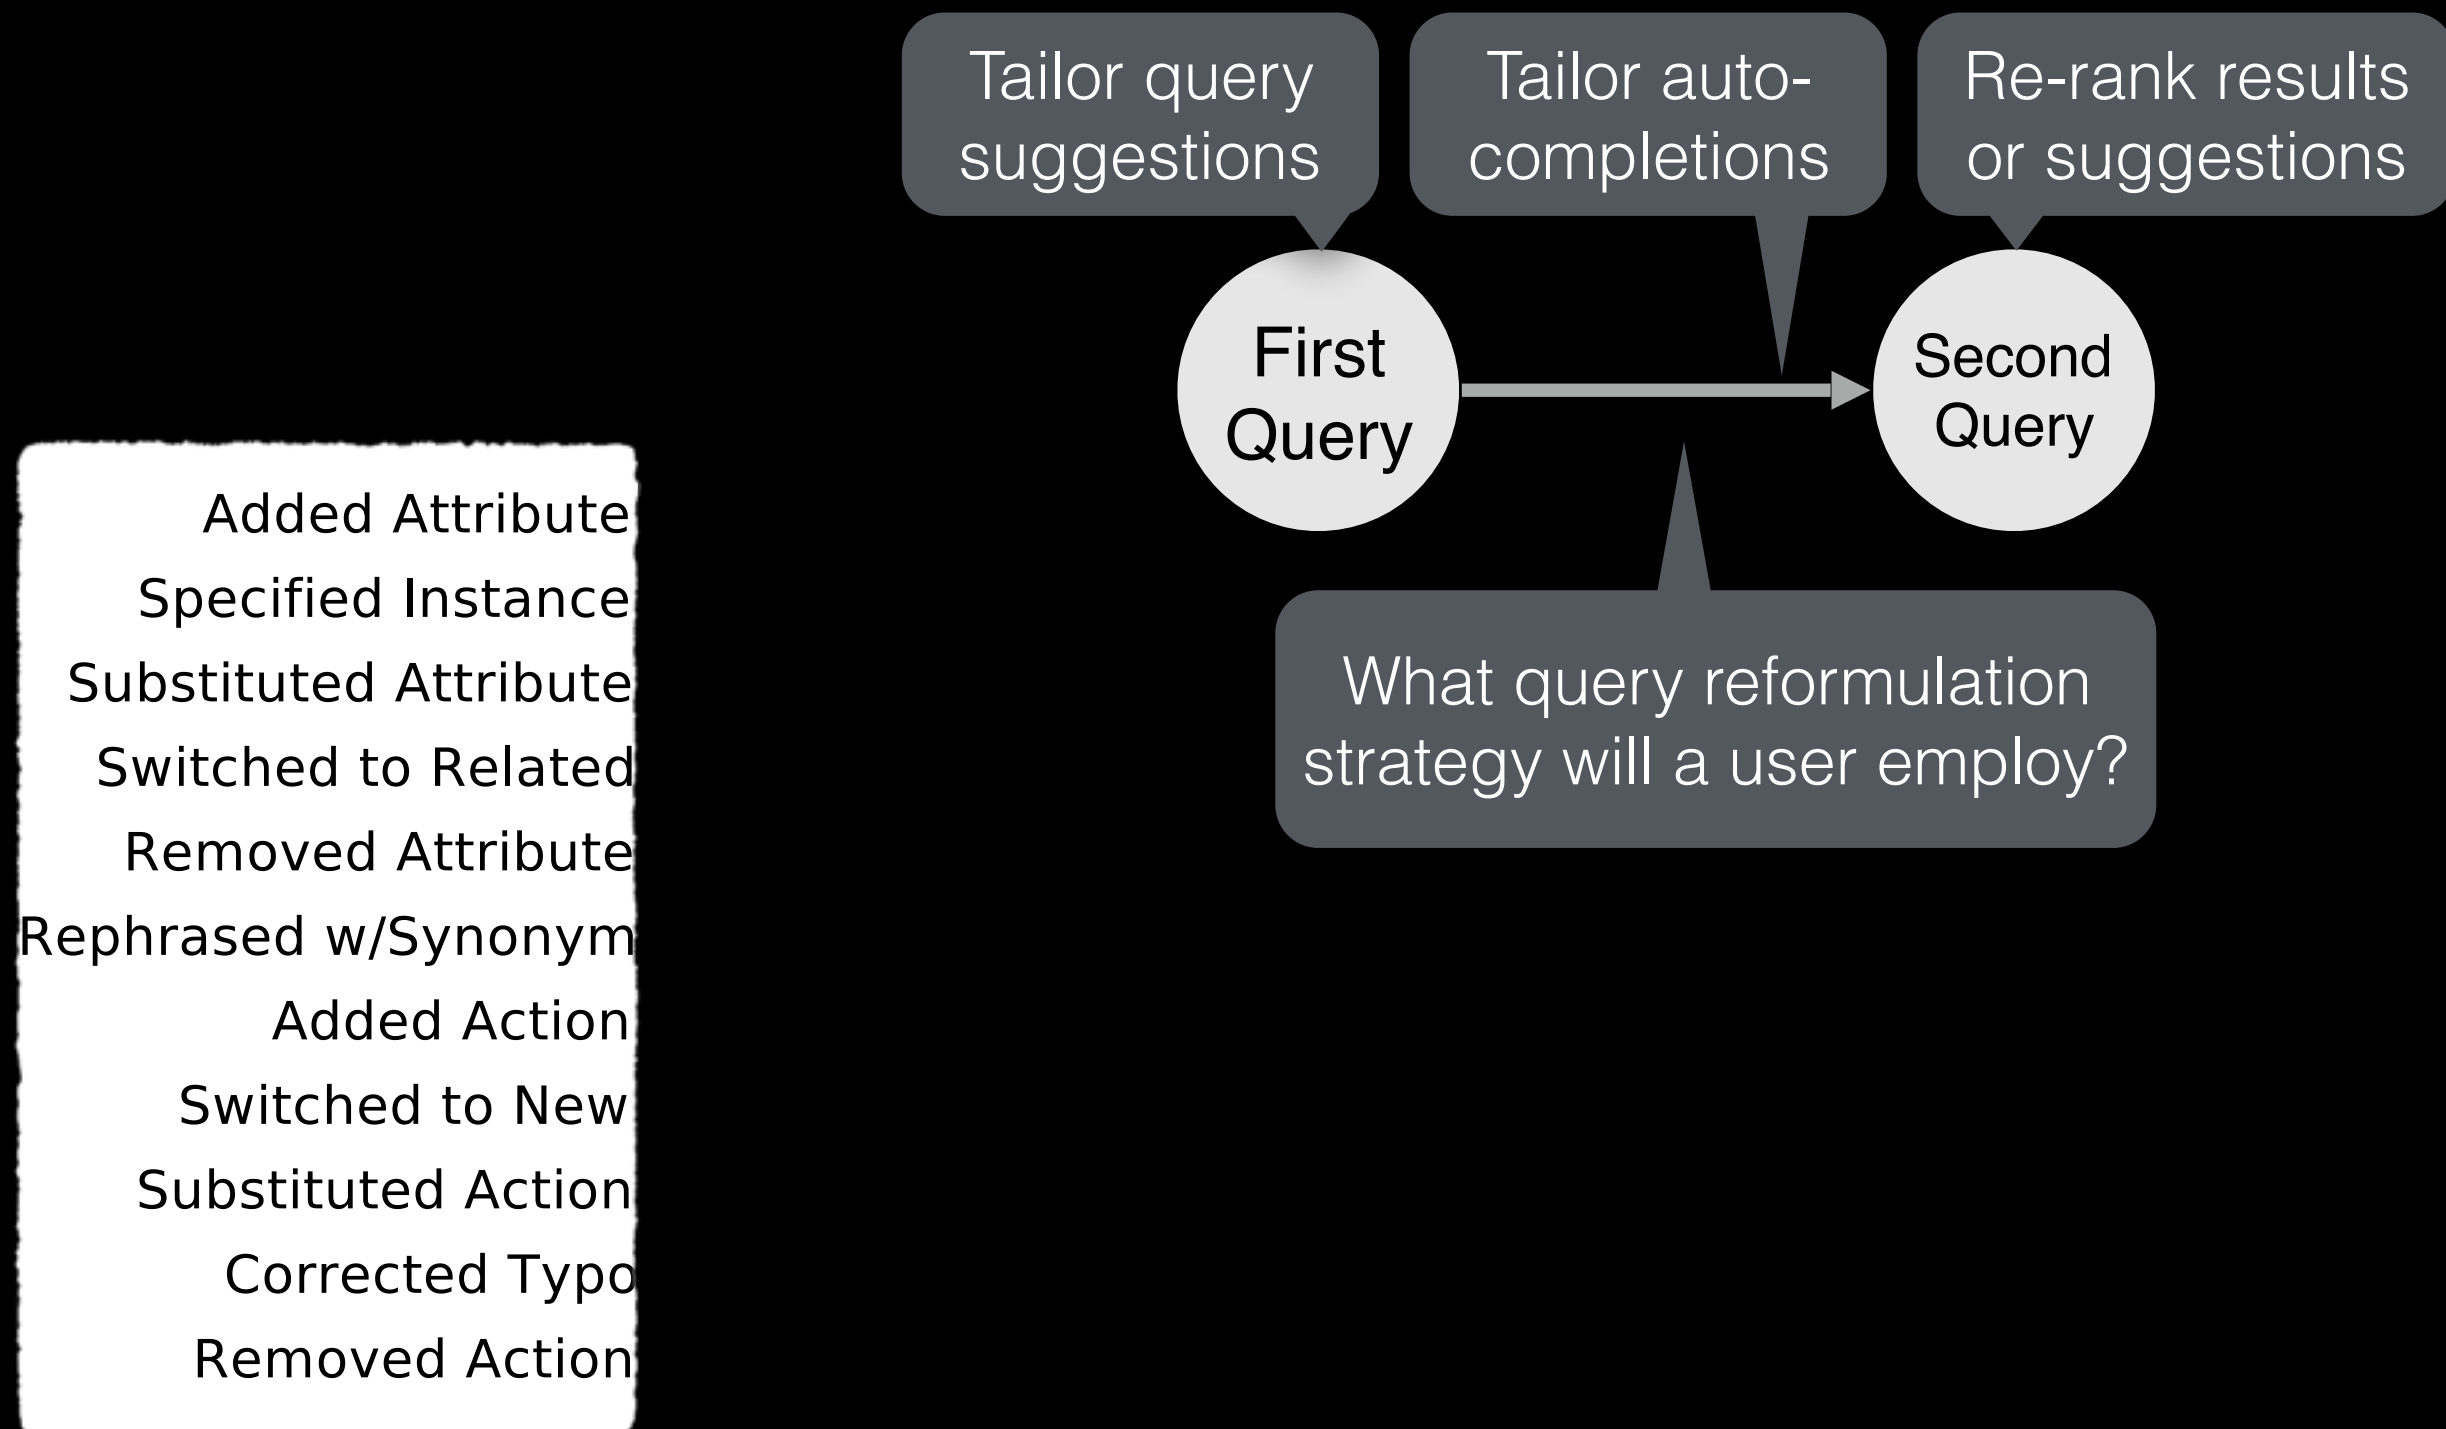 Tailor query
suggestions
Tailor auto-
completions
Re-rank results
or suggestions
First
Query
Second
Query
What query reformulation
strategy will a user employ?
Added Attribute
Specified Instance
Substituted Attribute
Switched to Related
Removed Attribute
Rephrased w/Synonym
Added Action
Switched to New
Substituted Action
Corrected Typo
Removed Action